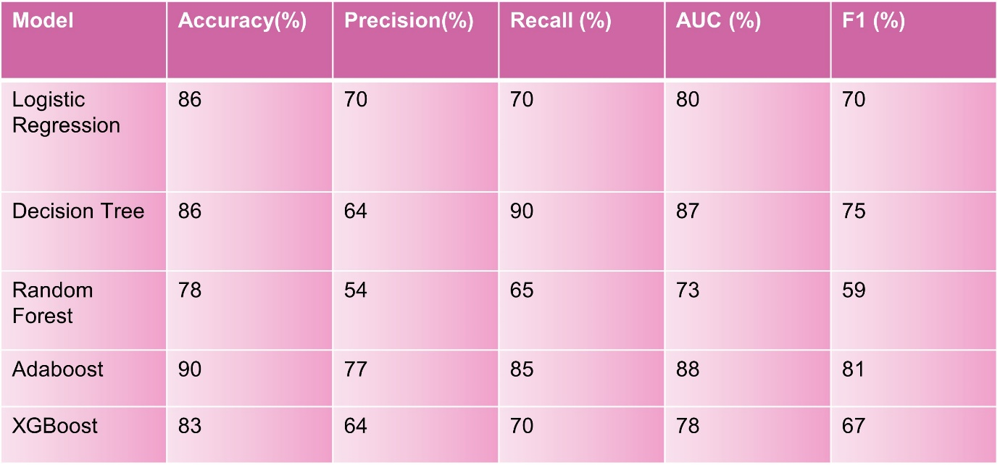 Model Accuracy(%) Precision(%) Recall (%) AUC (%) F1 (%)
Logistic 86 70 70 80 70
Regression
Decision Tree 86 64 90 87 75
Random 78 54 65 73 59
Forest
Adaboost 90 77 85 88 81
XGBoost 83 64 70 78 67